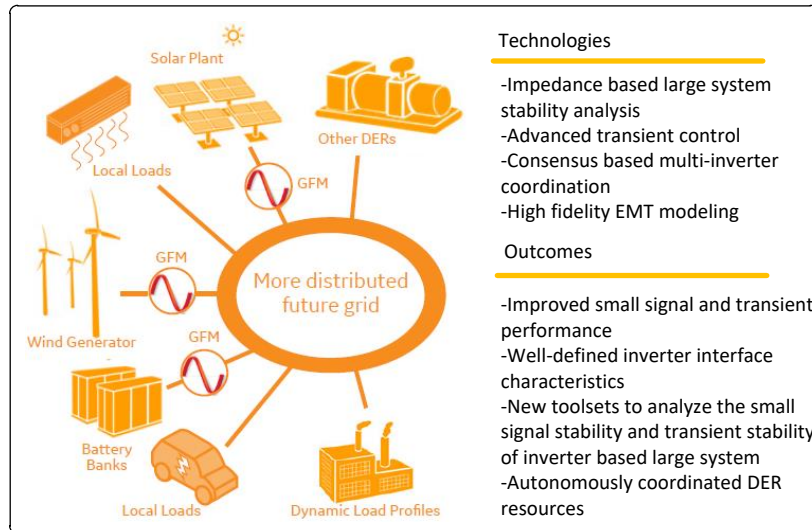 Solar Plant
Other DERs
Local Loads
GFM
GFM
More distributed
future grid
Wind Generator
GFM
Battery
Banks
Local Loads
Dynamic Load Profiles
Technologies
-Impedance based large system
stability analysis
-Advanced transient control
-Consensus based multi-inverter
coordination
-High fidelity EMT modeling
Outcomes
-Improved small signal and transient
performance
-Well-defined inverter interface
characteristics
-New toolsets to analyze the small
signal stability and transient stability
of inverter based large system
-Autonomously coordinated DER
resources